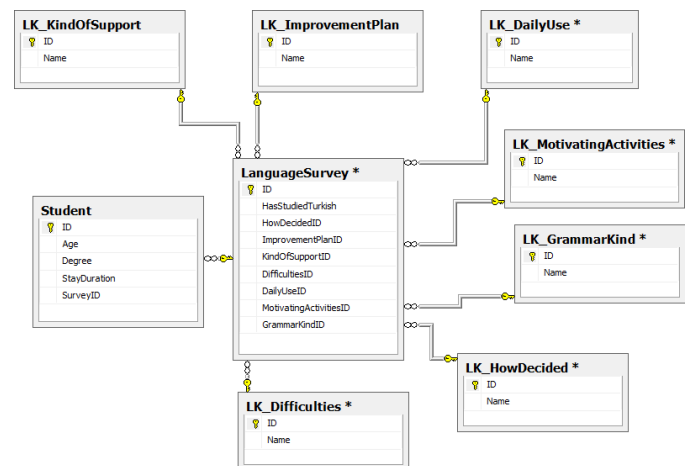 LK_KindOfSupport
ID
Name
LK_ImprovementPlan
ID
Name
LK_DailyUse *
ID
Name
LK_MotivatingActivities *
ID
Name
LanguageSurvey *
ID
HasStudiedTurkish
HowDecidedID
ImprovementPlanID
KindOfSupportID
DifficultiesID
DailyUseID
MotivatingActivitiesID
GrammarKindID
Student
ID
Age
Degree
StayDuration
SurveyID
LK_GrammarKind *
ID
Name
LK_HowDecided *
ID
Name
LK_Difficulties *
ID
Name